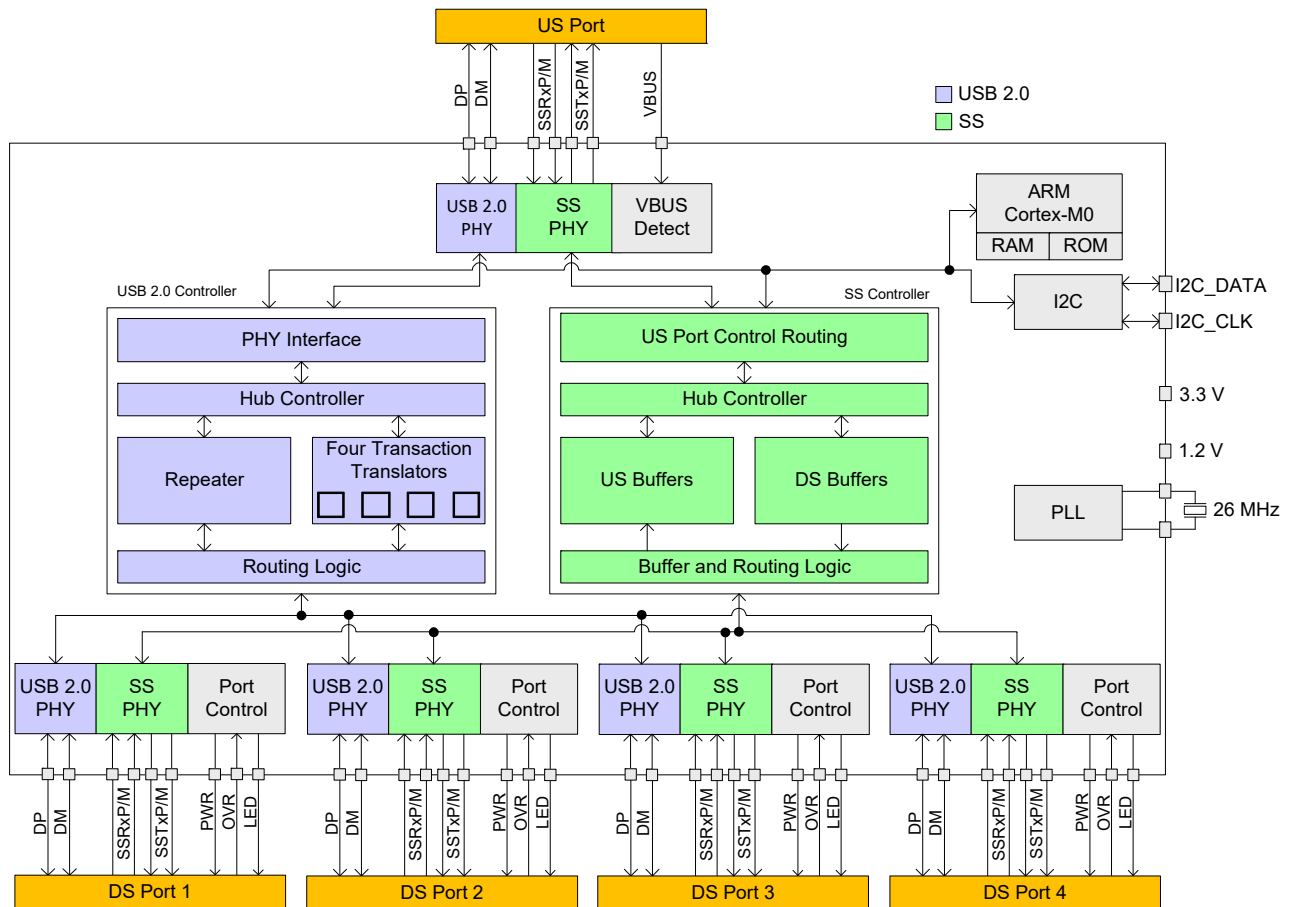 US Port
DP
DM
SSRxP/M
SSTxP/M
VBUS
USB 2.0
SS
USB 2.0
PHY
SS
PHY
VBUS
Detect
ARM
Cortex-M0
RAM
ROM
I2C
I2C_DATA
I2C_CLK
3.3 V
1.2 V
PLL
26 MHz
USB 2.0 Controller
PHY Interface
Hub Controller
Repeater
Four Transaction
Translators
Routing Logic
SS Controller
US Port Control Routing
Hub Controller
US Buffers
DS Buffers
Buffer and Routing Logic
USB 2.0
PHY
SS
PHY
Port
Control
USB 2.0
PHY
SS
PHY
Port
Control
USB 2.0
PHY
SS
PHY
Port
Control
USB 2.0
PHY
SS
PHY
Port
Control
DP
DM
SSRxP/M
SSTxP/M
PWR
OVR
LED
DP
DM
SSRxP/M
SSTxP/M
PWR
OVR
LED
DP
DM
SSRxP/M
SSTxP/M
PWR
OVR
LED
DP
DM
SSRxP/M
SSTxP/M
PWR
OVR
LED
DS Port 1
DS Port 2
DS Port 3
DS Port 4